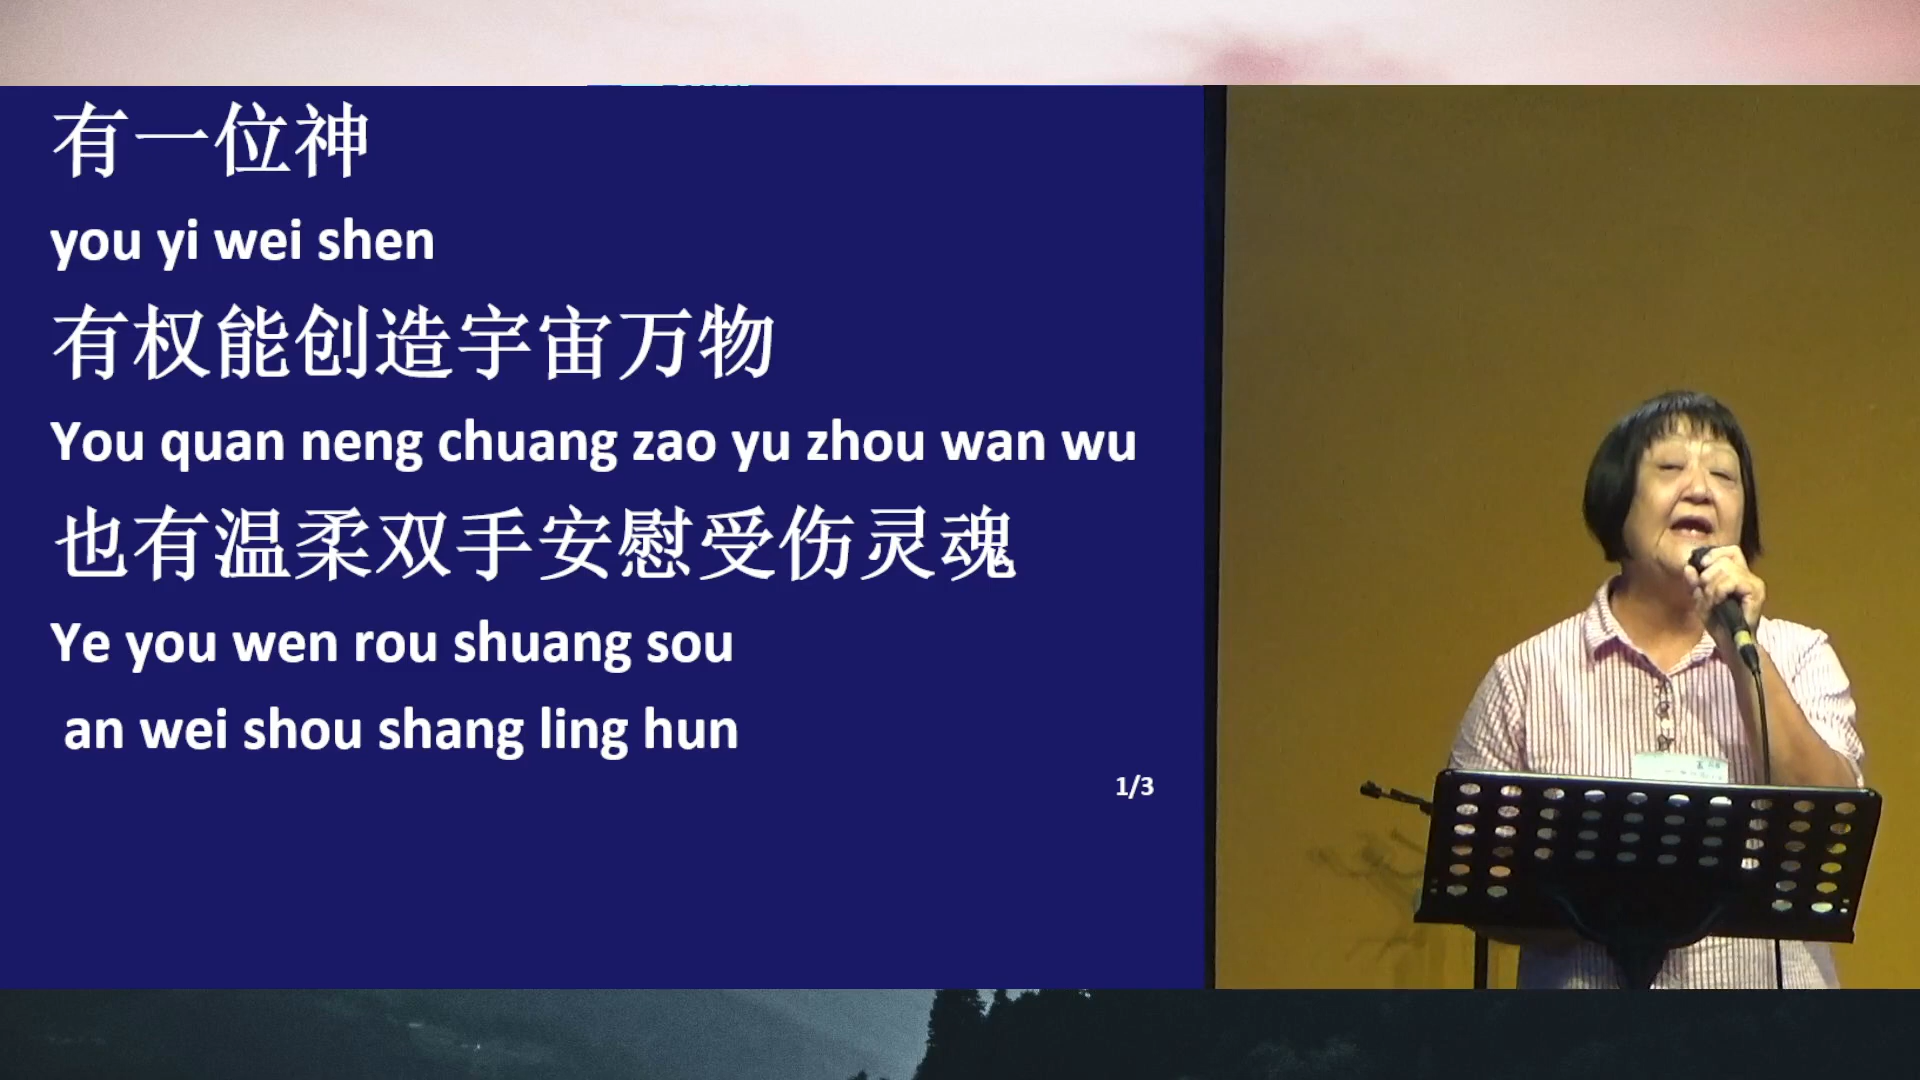 有一位神
you yi wei shen
有权能创造宇宙万物
You quan neng chuang zao yu zhou wan wu
也有温柔双手安慰受伤灵魂
Ye you wen rou shuang sou
an wei shou shang ling hun
1/3